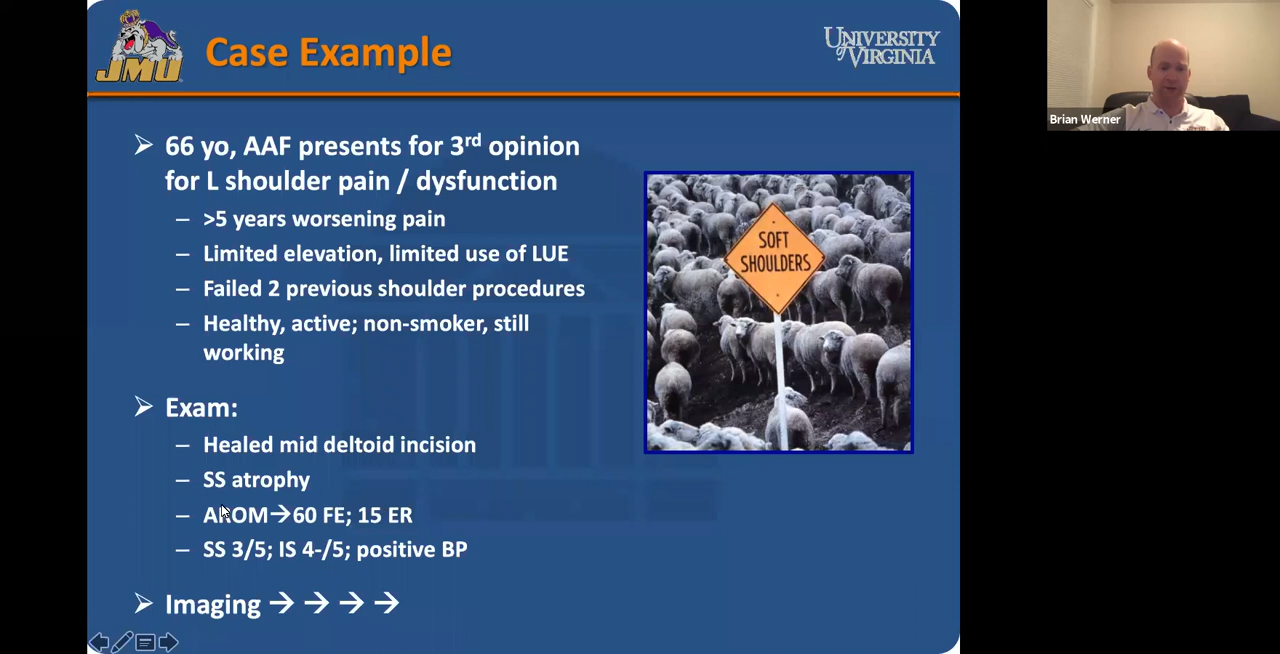 JMU
Case Example
UNIVERSITY
of VIRGINIA
Brian Werner
➢ 66 yo, AAF presents for 3rd opinion
for L shoulder pain / dysfunction
– >5 years worsening pain
– Limited elevation, limited use of LUE
– Failed 2 previous shoulder procedures
– Healthy, active; non-smoker, still
working
SOFT
SHOULDERS
➢ Exam:
– Healed mid deltoid incision
– SS atrophy
– AROM→60 FE; 15 ER
– SS 3/5; IS 4-/5; positive BP
➢ Imaging → → → →